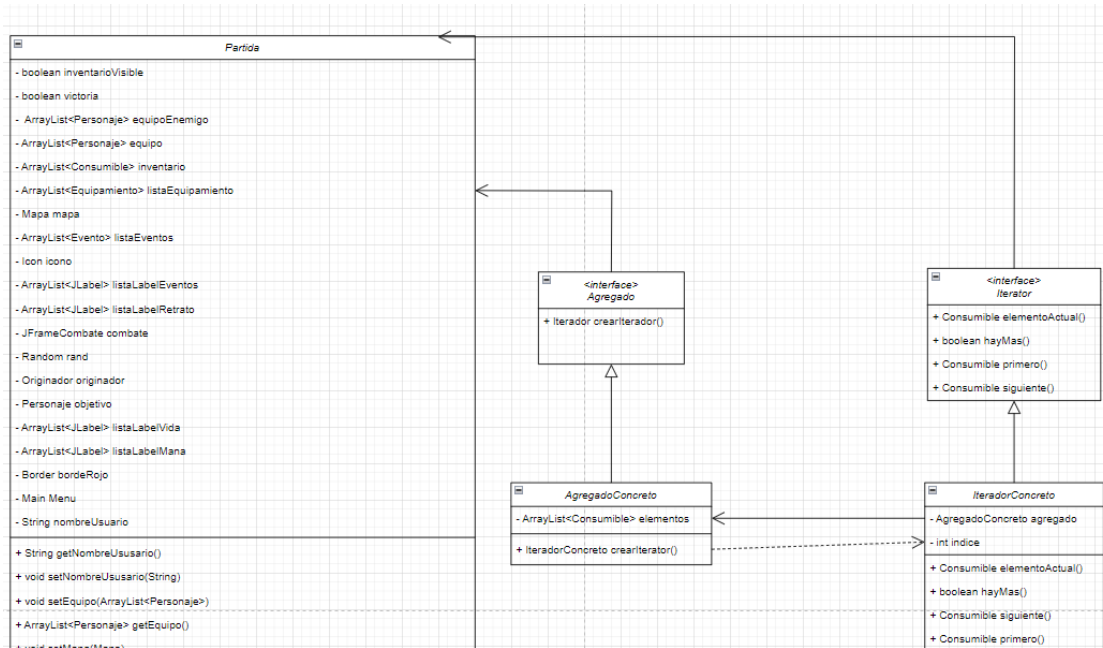 Partida
- boolean inventarioVisible
- boolean victoria
- ArrayList<Personaje> equipoEnemigo
- ArrayList<Personaje> equipo
- ArrayList<Consumible> inventario
- ArrayList<Equipamiento> listaEquipamiento
- Mapa mapa
- ArrayList<Evento> listaEventos
- Icon icono
- ArrayList<JLabel> listaLabelEventos
- ArrayList<JLabel> listaLabelRetrato
- JFrameCombate combate
- Random rand
- Originador originador
- Personaje objetivo
- ArrayList<JLabel> listaLabelVida
- ArrayList<JLabel> listaLabelMana
- Border bordeRojo
- Main Menu
- String nombreUsuario
+ String getNombreUsusario()
+ void setNombreUsusario(String)
+ void setEquipo(ArrayList<Personaje>)
+ ArrayList<Personaje> getEquipo()
+ void setMapa(Mapa)
<interface>
Agregado
+ Iterador crearIterador()
<interface>
Iterator
+ Consumible elementoActual()
+ boolean hayMas()
+ Consumible primero()
+ Consumible siguiente()
AgregadoConcreto
- ArrayList<Consumible> elementos
+ IteradorConcreto crearIterator()
IteradorConcreto
- AgregadoConcreto agregado
- int indice
+ Consumible elementoActual()
+ boolean hayMas()
+ Consumible siguiente()
+ Consumible primero()